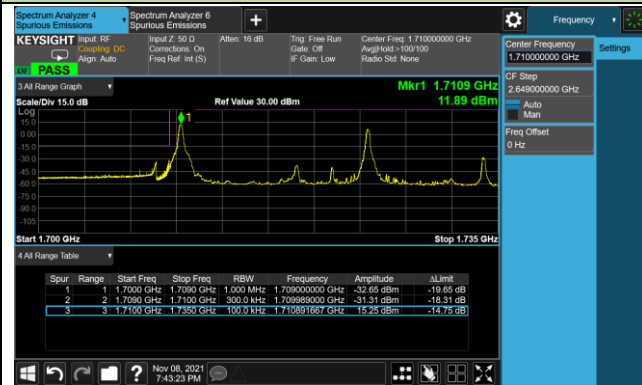 Spectrum Analyzer 4
Spurious Emissions
Spectrum Analyzer 6
Spurious Emissions
Frequency
KEYSIGHT
Input: RF
Coupling: DC
Align: Auto
Input Z: 50 Ω
Corrections: On
Freq Ref: Int (S)
Atten: 16 dB
Trig: Free Run
Gate: Off
IF Gain: Low
Center Freq: 1.710000000 GHz
Avg|Hold:>100/100
Radio Std: None
LW
PASS
Center Frequency
1.710000000 GHz
Settings
CF Step
2.649000000 GHz
Auto
Man
Freq Offset
0 Hz
3 All Range Graph
Mkr1 1.7109 GHz
Scale/Div 15.0 dB
Ref Value 30.00 dBm
11.89 dBm
Log
1
15.0
0.00
-15.0
-30.0
-45.0
-60.0
-75.0
-90.0
-105
Start 1.700 GHz
Stop 1.735 GHz
4 All Range Table
Spur Range Start Freq Stop Freq RBW Frequency Amplitude ΔLimit
1 1 1.7000 GHz 1.7090 GHz 1.000 MHz 1.709000000 GHz -32.65 dBm -19.65 dB
2 2 1.7090 GHz 1.7100 GHz 300.0 kHz 1.709989000 GHz -31.31 dBm -18.31 dB
3 3 1.7100 GHz 1.7350 GHz 100.0 kHz 1.710891667 GHz 15.25 dBm -14.75 dB
?
Nov 08, 2021
7:43:23 PM